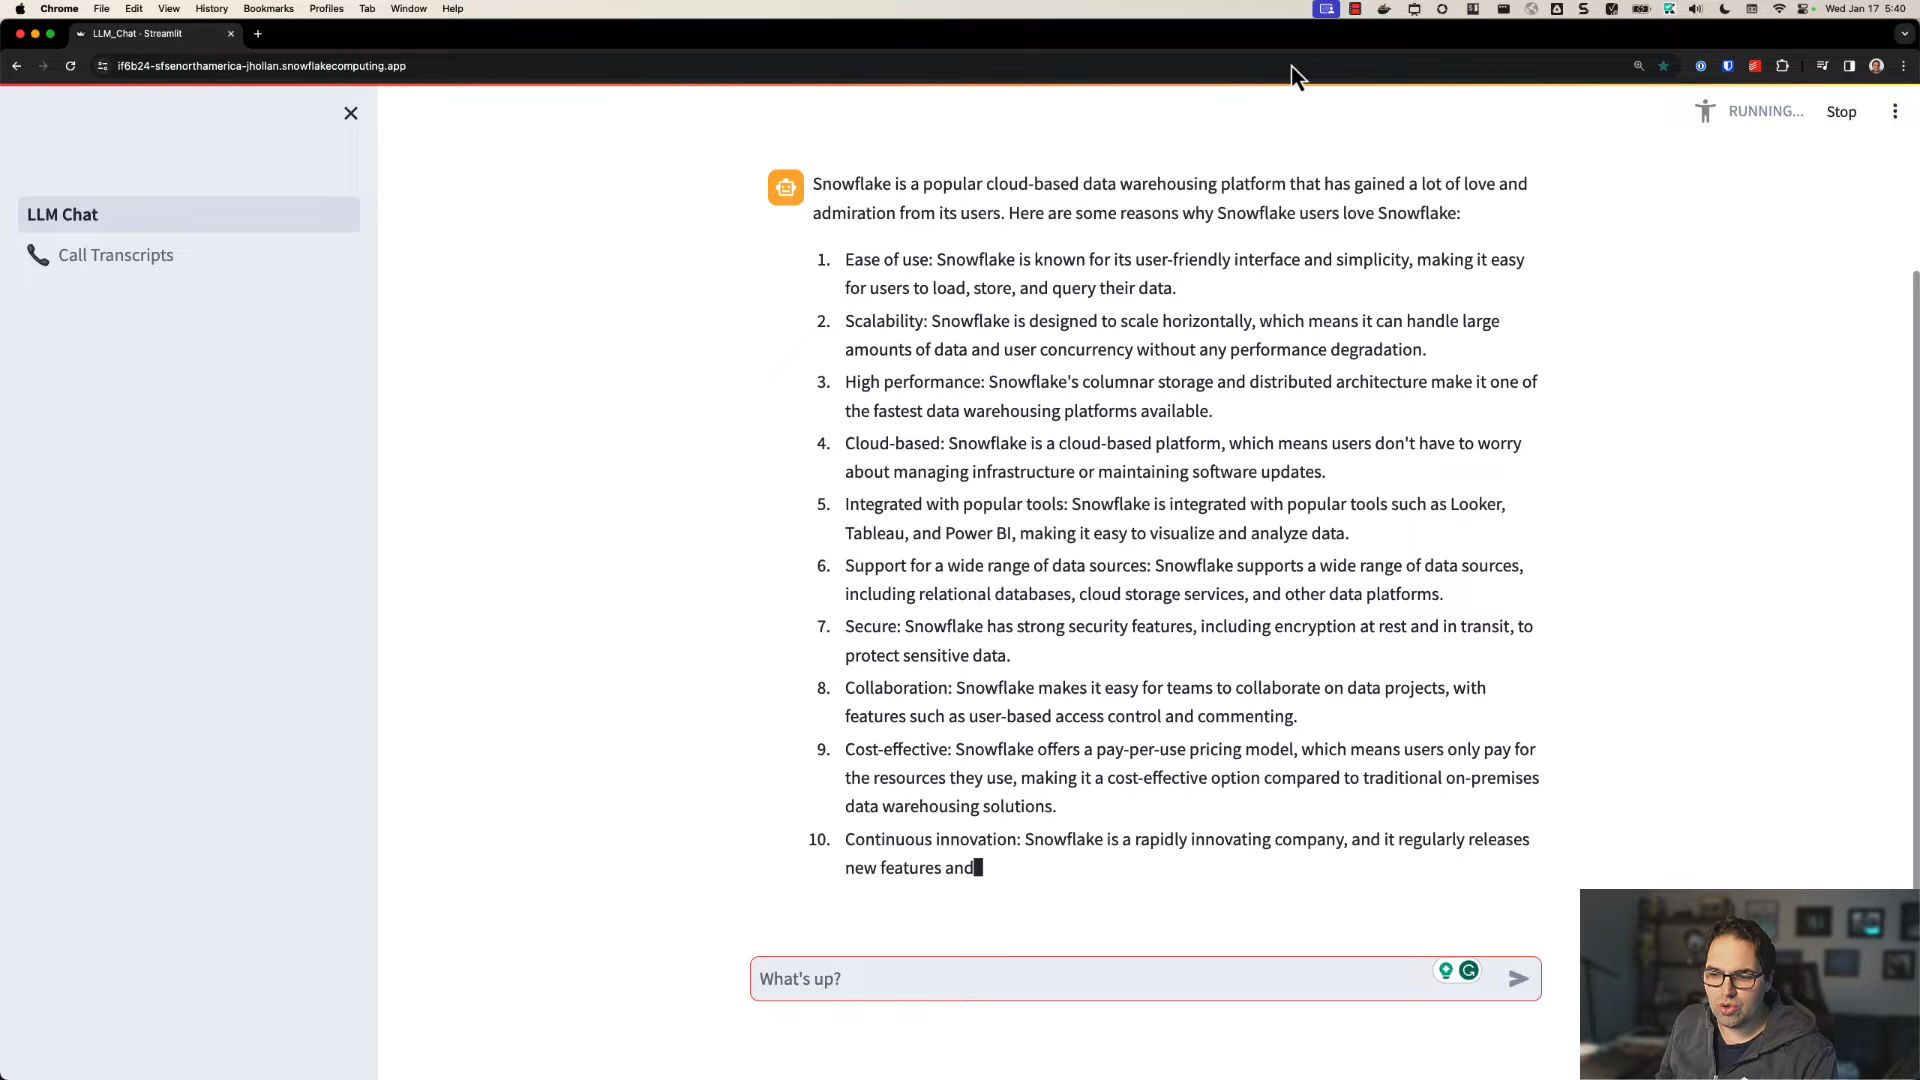 Chrome File Edit View History Bookmarks Profiles Tab Window Help
Wed Jan 17 5:40
LLM_Chat · Streamlit
if6b24-sfsenorthamerica-jhollan.snowflakecomputing.app
RUNNING...
Stop
LLM Chat
Call Transcripts
Snowflake is a popular cloud-based data warehousing platform that has gained a lot of love and
admiration from its users. Here are some reasons why Snowflake users love Snowflake:
1. Ease of use: Snowflake is known for its user-friendly interface and simplicity, making it easy
for users to load, store, and query their data.
2. Scalability: Snowflake is designed to scale horizontally, which means it can handle large
amounts of data and user concurrency without any performance degradation.
3. High performance: Snowflake's columnar storage and distributed architecture make it one of
the fastest data warehousing platforms available.
4. Cloud-based: Snowflake is a cloud-based platform, which means users don't have to worry
about managing infrastructure or maintaining software updates.
5. Integrated with popular tools: Snowflake is integrated with popular tools such as Looker,
Tableau, and Power BI, making it easy to visualize and analyze data.
6. Support for a wide range of data sources: Snowflake supports a wide range of data sources,
including relational databases, cloud storage services, and other data platforms.
7. Secure: Snowflake has strong security features, including encryption at rest and in transit, to
protect sensitive data.
8. Collaboration: Snowflake makes it easy for teams to collaborate on data projects, with
features such as user-based access control and commenting.
9. Cost-effective: Snowflake offers a pay-per-use pricing model, which means users only pay for
the resources they use, making it a cost-effective option compared to traditional on-premises
data warehousing solutions.
10. Continuous innovation: Snowflake is a rapidly innovating company, and it regularly releases
new features and
What's up?